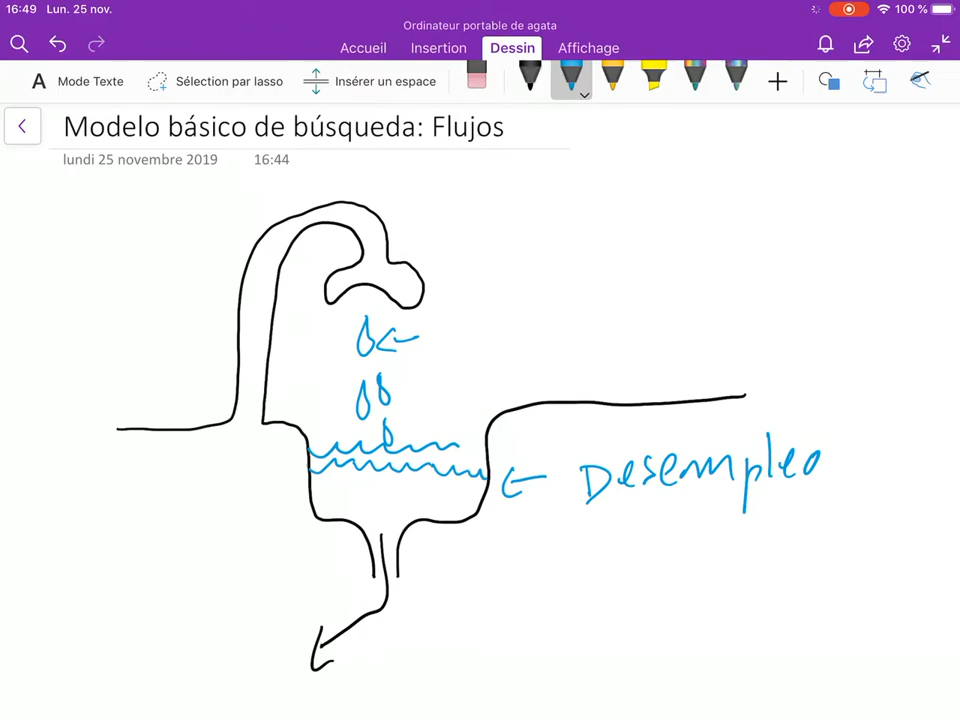 16:49 Lun. 25 nov.
100 %
Ordinateur portable de agata
Accueil Insertion Dessin Affichage
A Mode Texte Sélection par lasso Insérer un espace
Modelo básico de búsqueda: Flujos
lundi 25 novembre 2019 16:44
Desempleo